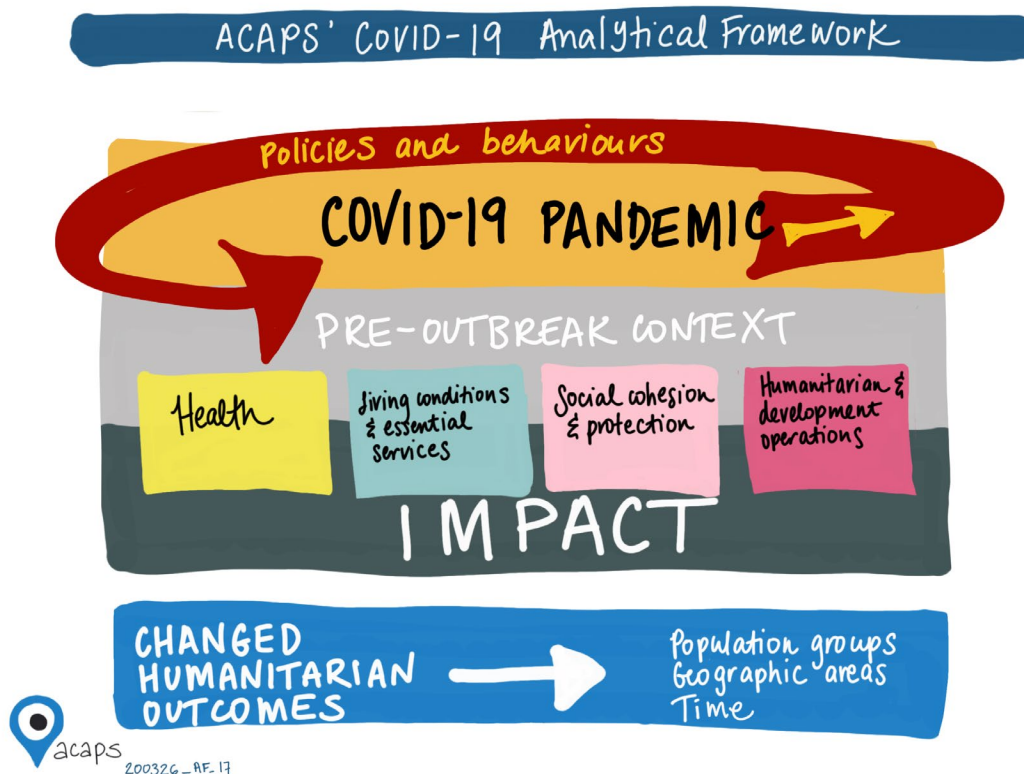 ACAPS' COVID-19 Analytical Framework
Policies and behaviours
COVID-19 PANDEMIC
PRE-OUTBREAK CONTEXT
Health
Living conditions
& essential
services
Social cohesion
& protection
Humanitarian &
development
operations
IMPACT
CHANGED
HUMANITARIAN
OUTCOMES
Population groups
Geographic areas
Time
acaps
200326_AF_17